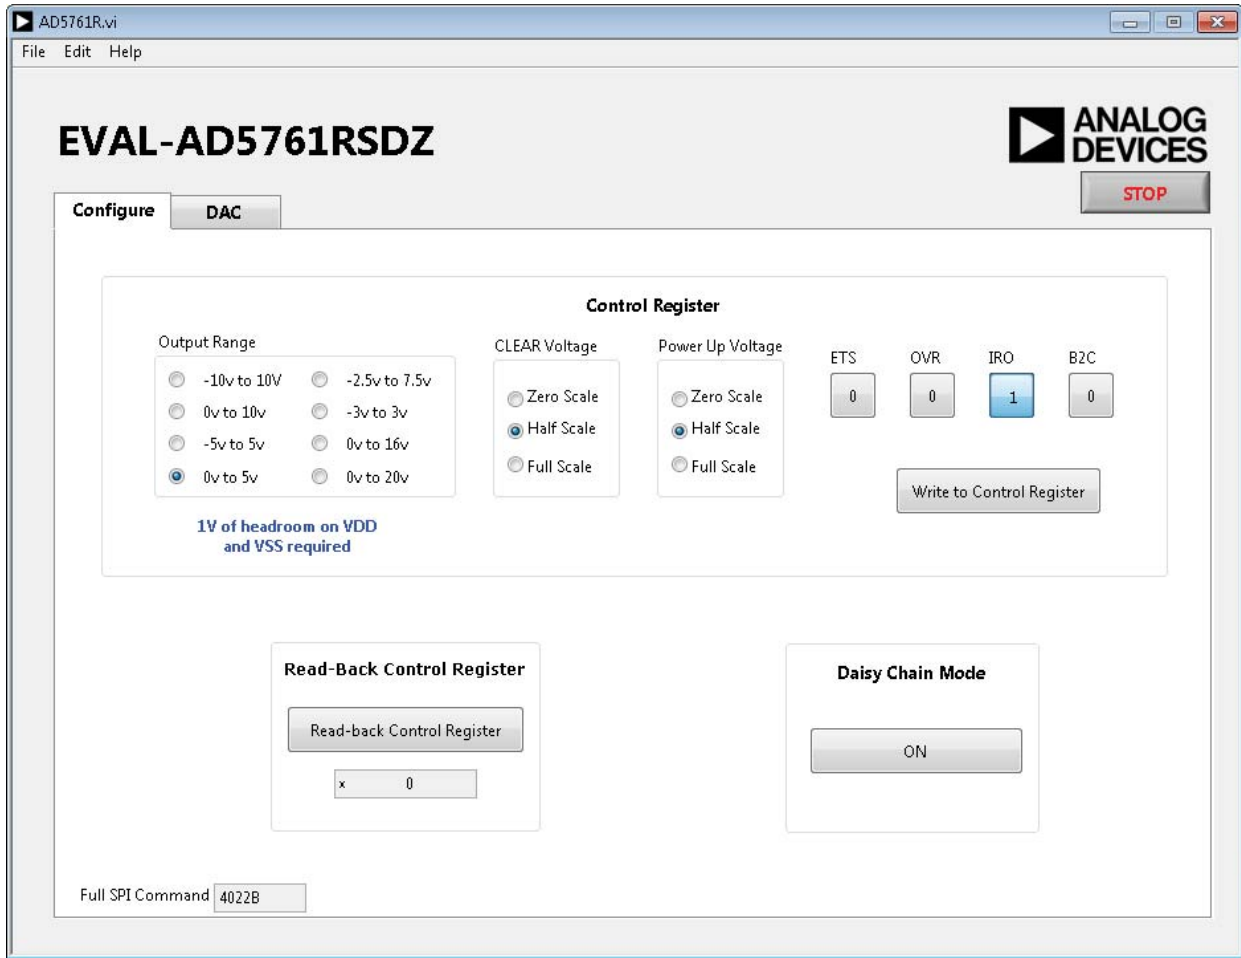 AD5761R.vi
File Edit Help
EVAL-AD5761RSDZ
ANALOG
DEVICES
STOP
Configure DAC
Control Register
Output Range
-10v to 10V
0v to 10v
-5v to 5v
0v to 5v
-2.5v to 7.5v
-3v to 3v
0v to 16v
0v to 20v
1V of headroom on VDD
and VSS required
CLEAR Voltage
Zero Scale
Half Scale
Full Scale
Power Up Voltage
Zero Scale
Half Scale
Full Scale
ETS OVR IRO B2C
0 0 1 0
Write to Control Register
Read-Back Control Register
Read-back Control Register
x 0
Daisy Chain Mode
ON
Full SPI Command 4022B